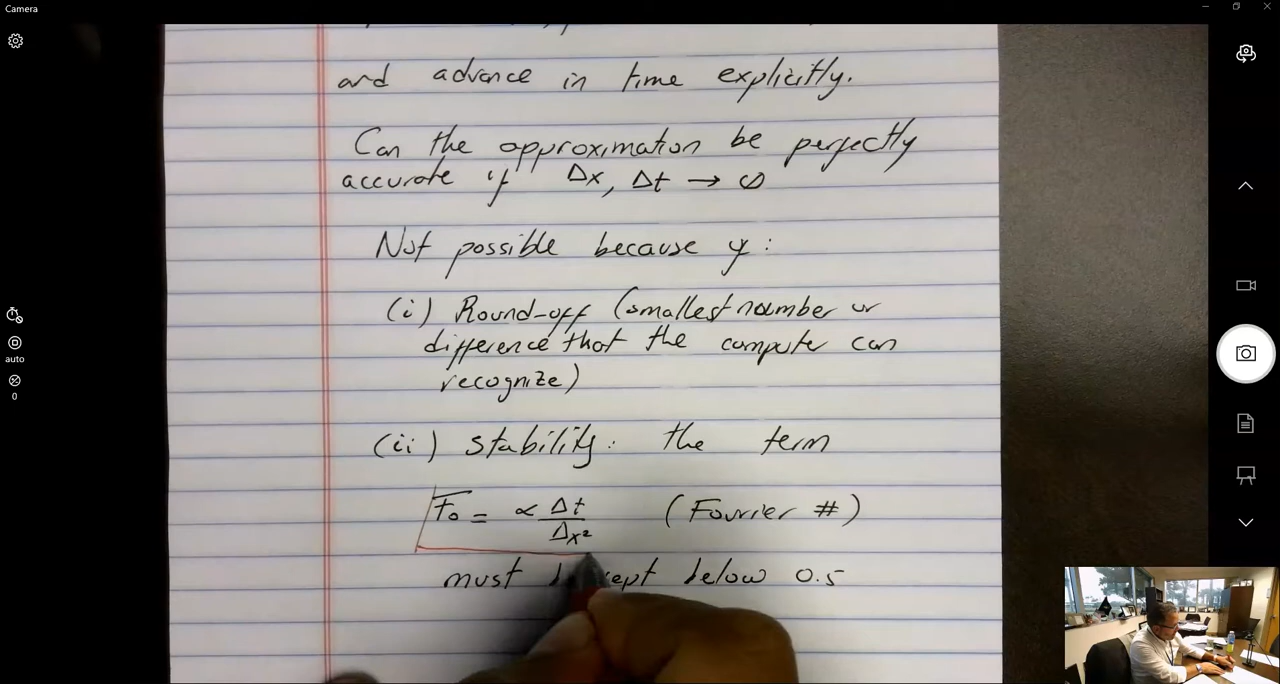 Camera
and advance in time explicitly.
Can the approximation be perfectly
accurate if Δx, Δt → 0
Not possible because of:
(i) Round-off (smallest number or
difference that the computer can
recognize)
auto
0
(ii) stability: the term
Fo = α Δt/Δx² (Fourier #)
must below 0.5